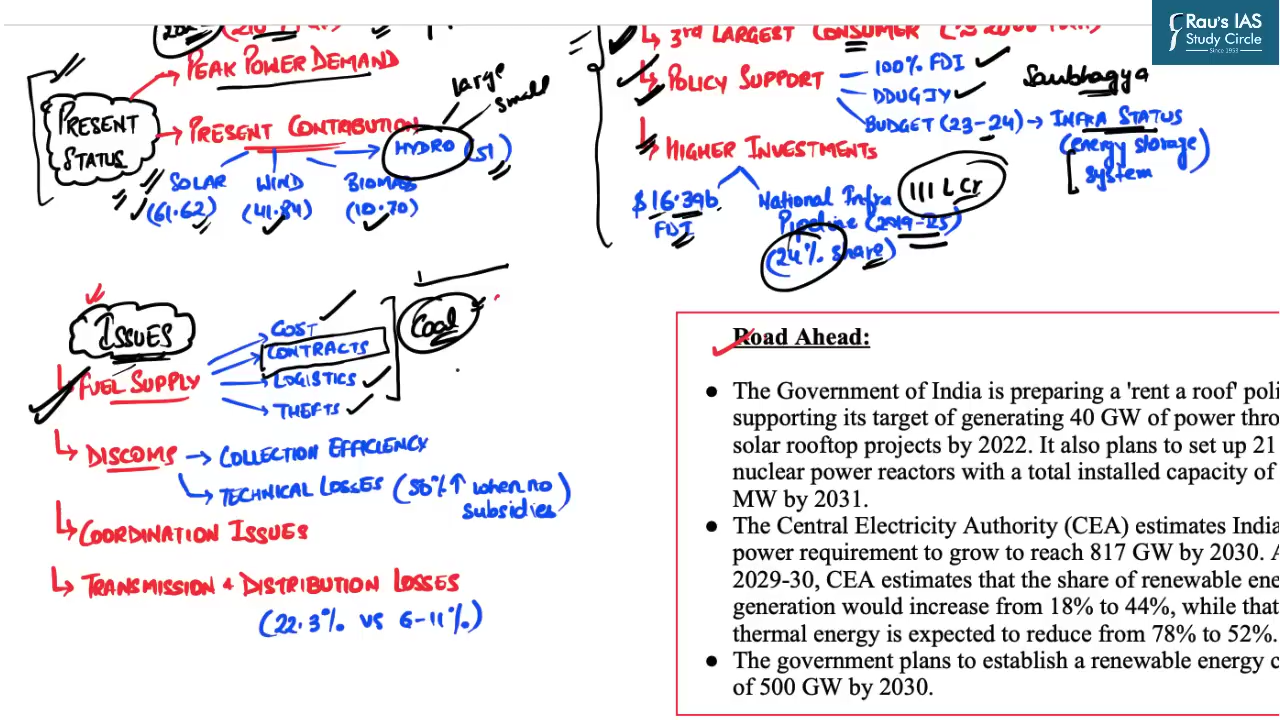 Rau's IAS
Study Circle
Since 1953
PEAK POWER DEMAND
PRESENT
STATUS
PRESENT CONTRIBUTION
large
small
HYDRO (51)
SOLAR
(61.62)
WIND
(41.84)
BIOMASS
(10.70)
3rd LARGEST CONSUMER
POLICY SUPPORT
100% FDI
DDUGJY
Saubhagya
BUDGET (23-24) → INFRA STATUS
(energy storage
system
HIGHER INVESTMENTS
$16.39b
FDI
National Infra
Pipeline (2019-25)
(24% share)
111 L Cr
ISSUES
FUEL SUPPLY
COST
CONTRACTS
LOGISTICS
THEFTS
Coal
DISCOMS → COLLECTION EFFICIENCY
TECHNICAL LOSSES (50%↑ when no
subsidies)
COORDINATION ISSUES
TRANSMISSION & DISTRIBUTION LOSSES
(22.3% VS 6-11%)
Road Ahead:
● The Government of India is preparing a 'rent a roof' poli
supporting its target of generating 40 GW of power thro
solar rooftop projects by 2022. It also plans to set up 21
nuclear power reactors with a total installed capacity of
MW by 2031.
● The Central Electricity Authority (CEA) estimates India
power requirement to grow to reach 817 GW by 2030. A
2029-30, CEA estimates that the share of renewable ene
generation would increase from 18% to 44%, while that
thermal energy is expected to reduce from 78% to 52%.
● The government plans to establish a renewable energy c
of 500 GW by 2030.